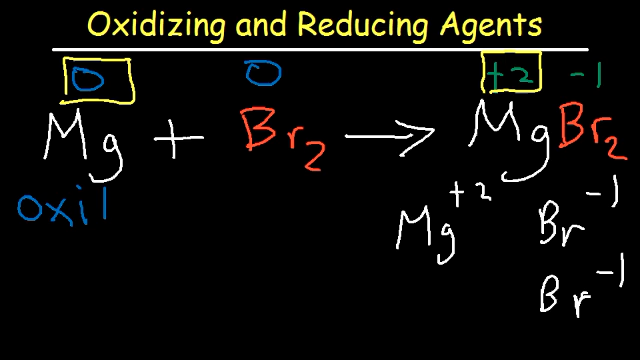 Oxidizing and Reducing Agents
0 0 +2 -1
Mg + Br₂ → MgBr₂
oxil Mg⁺² Br⁻¹
Br⁻¹